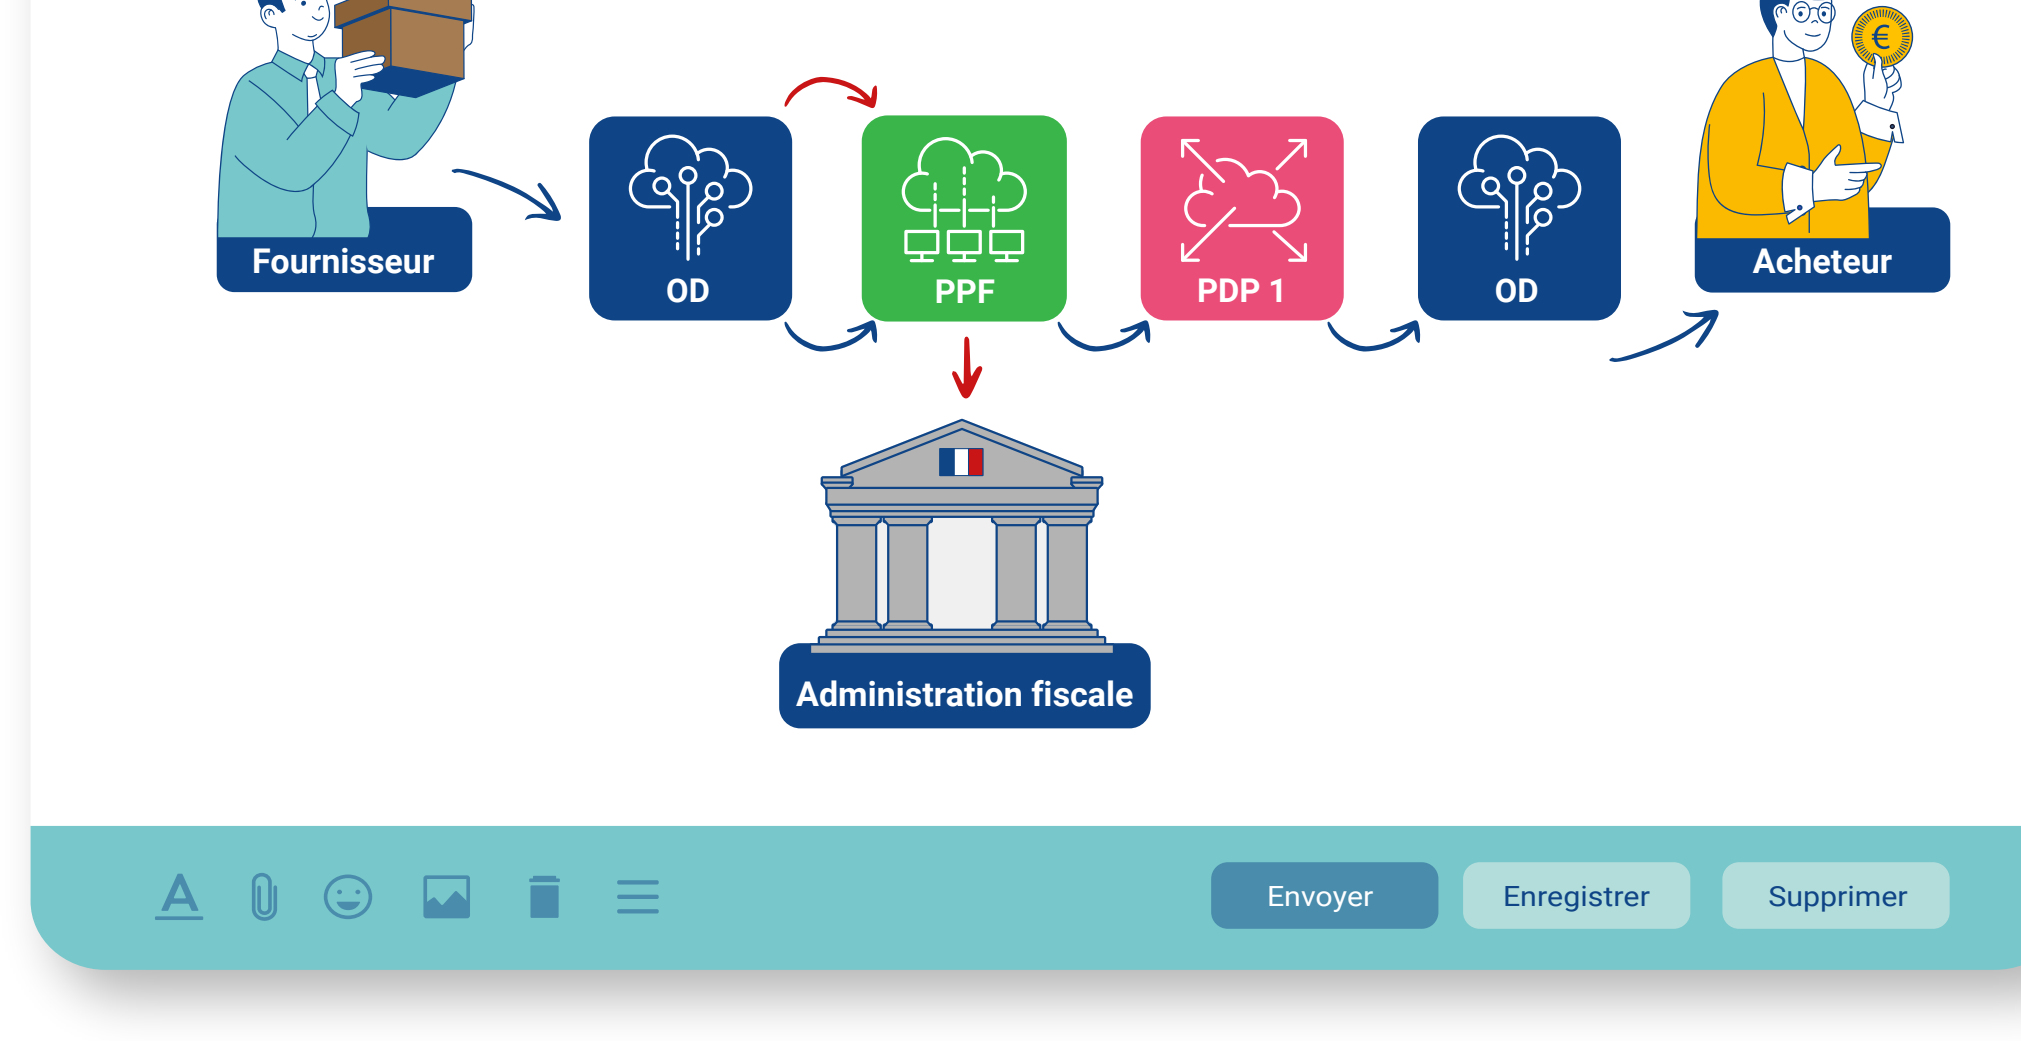 Fournisseur
OD
PPF
PDP 1
OD
Acheteur
€
Administration fiscale
A
Envoyer
Enregistrer
Supprimer